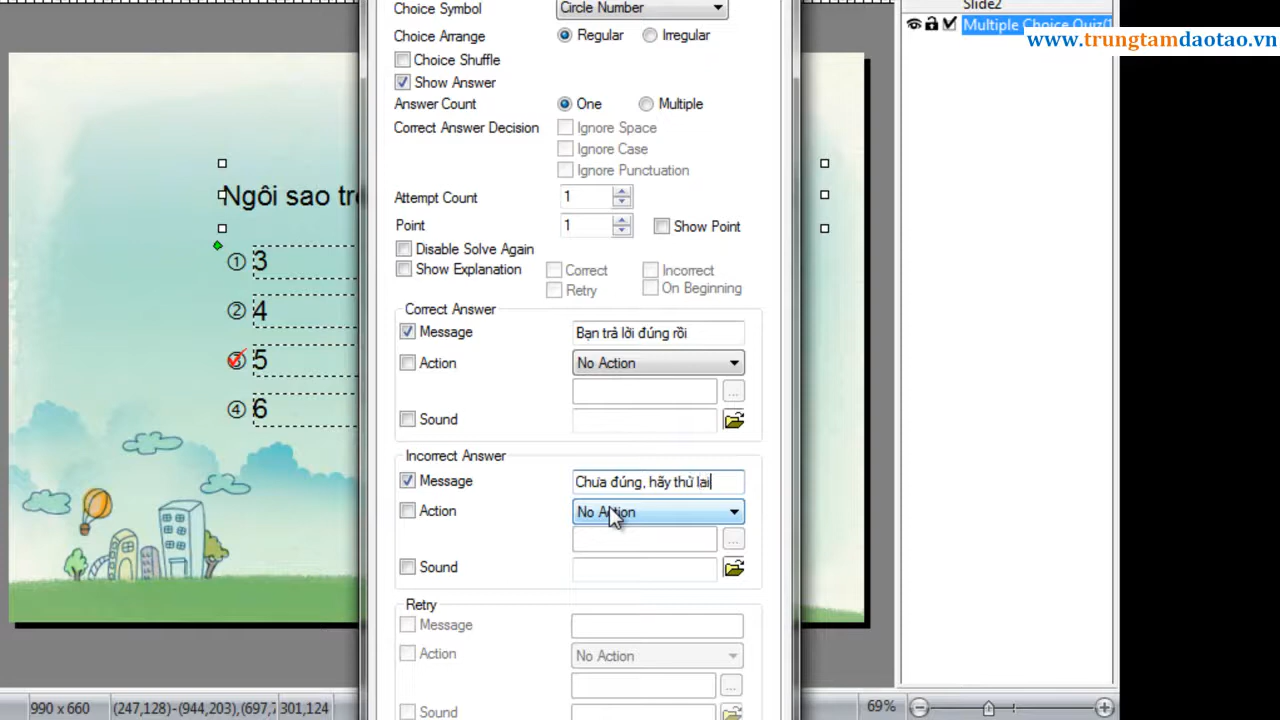 Slide2
Choice Symbol Circle Number
Multiple Choice Quiz(1
www.trungtamdaotao.vn
Choice Arrange Regular Irregular
Choice Shuffle
Show Answer
Answer Count One Multiple
Correct Answer Decision Ignore Space
Ignore Case
Ignore Punctuation
Ngôi sao
Attempt Count 1
Point 1 Show Point
Disable Solve Again
① 3
Show Explanation Correct Incorrect
Retry On Beginning
② 4
Correct Answer
Message Bạn trả lời đúng rồi
③ 5
Action No Action
...
④ 6
Sound
Incorrect Answer
Message Chưa đúng, hãy thử lai
Action No Action
...
Sound
Retry
Message
Action No Action
...
Sound
990 x 660 (247,128)-(944,203),(697,7 301,124 69%